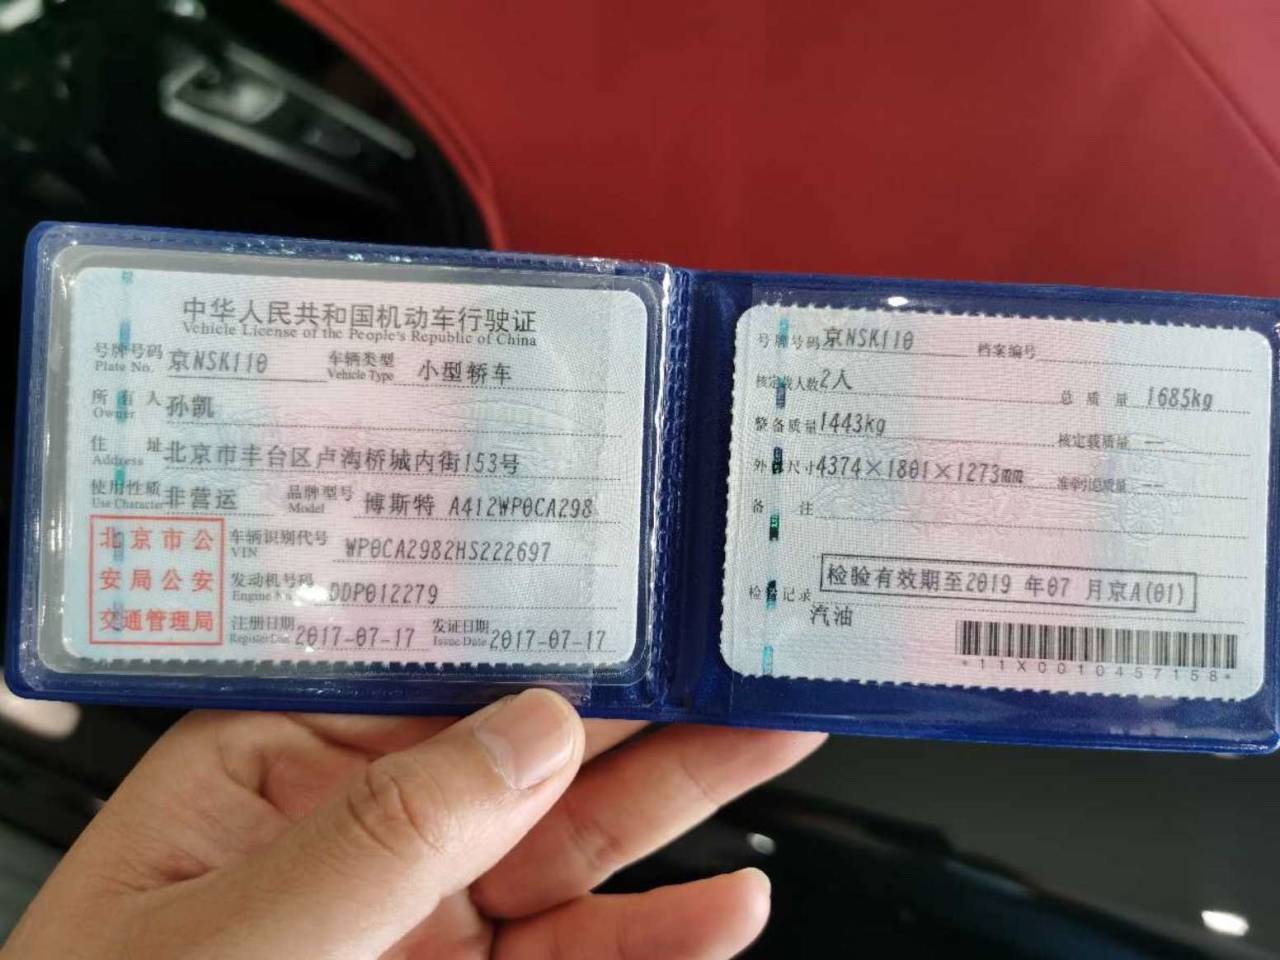 中华人民共和国机动车行驶证
Vehicle License of the People's Republic of China
号牌号码 京NSK110 车辆类型 小型轿车
Plate No. Vehicle Type
所有人 孙凯
Owner
住址 北京市丰台区卢沟桥城内街153号
Address
使用性质 非营运 品牌型号 博斯特 A412WP0CA298
Use Character Model
北京市公
安局公安
交通管理局
车辆识别代号 WP0CA2982HS222697
VIN
发动机号码 DDP012279
Engine No.
注册日期 2017-07-17 发证日期 2017-07-17
Register Date Issue Date
号牌号码 京NSK110 档案编号
核定载人数 2人 总质量 1685kg
整备质量 1443kg 核定载质量 --
外廓尺寸 4374×1801×1273mm 准牵引总质量 --
备注
检验有效期至2019 年07 月京A(01)
检验记录
汽油
*11X0010457158*